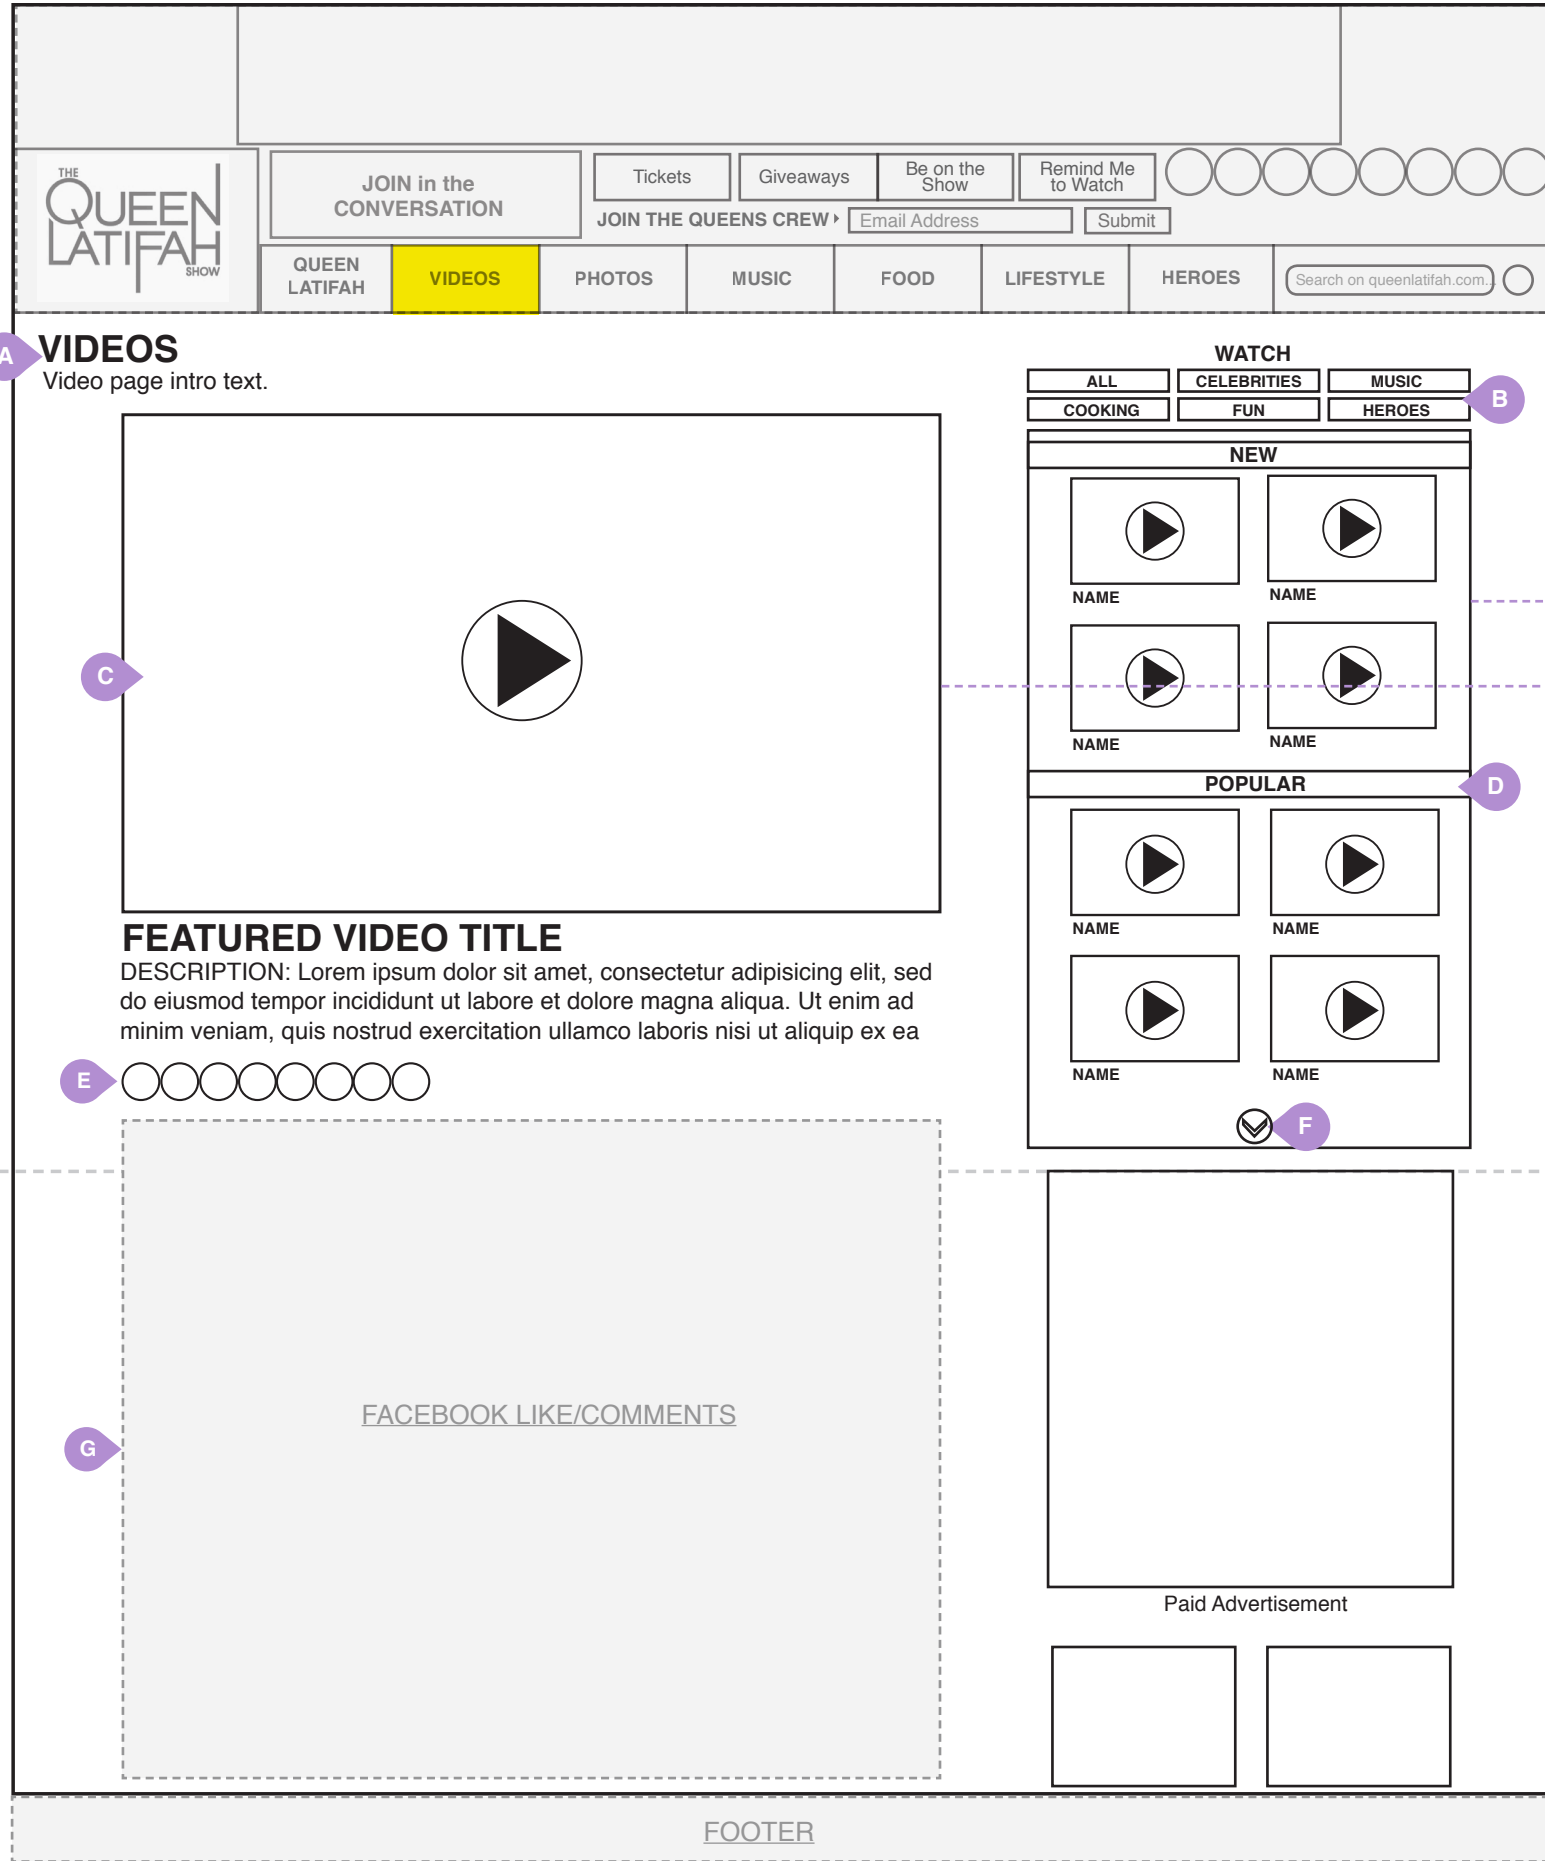 THE
QUEEN
LATIFAH
SHOW
JOIN in the
CONVERSATION
Tickets
Giveaways
Be on the
Show
Remind Me
to Watch
JOIN THE QUEENS CREW
Email Address
Submit
QUEEN
LATIFAH
VIDEOS
PHOTOS
MUSIC
FOOD
LIFESTYLE
HEROES
Search on queenlatifah.com...
A
VIDEOS
Video page intro text.
WATCH
ALL
CELEBRITIES
MUSIC
COOKING
FUN
HEROES
B
NEW
NAME
NAME
NAME
NAME
C
POPULAR
D
NAME
NAME
NAME
NAME
F
FEATURED VIDEO TITLE
DESCRIPTION: Lorem ipsum dolor sit amet, consectetur adipisicing elit, sed
do eiusmod tempor incididunt ut labore et dolore magna aliqua. Ut enim ad
minim veniam, quis nostrud exercitation ullamco laboris nisi ut aliquip ex ea
E
FACEBOOK LIKE/COMMENTS
G
Paid Advertisement
FOOTER